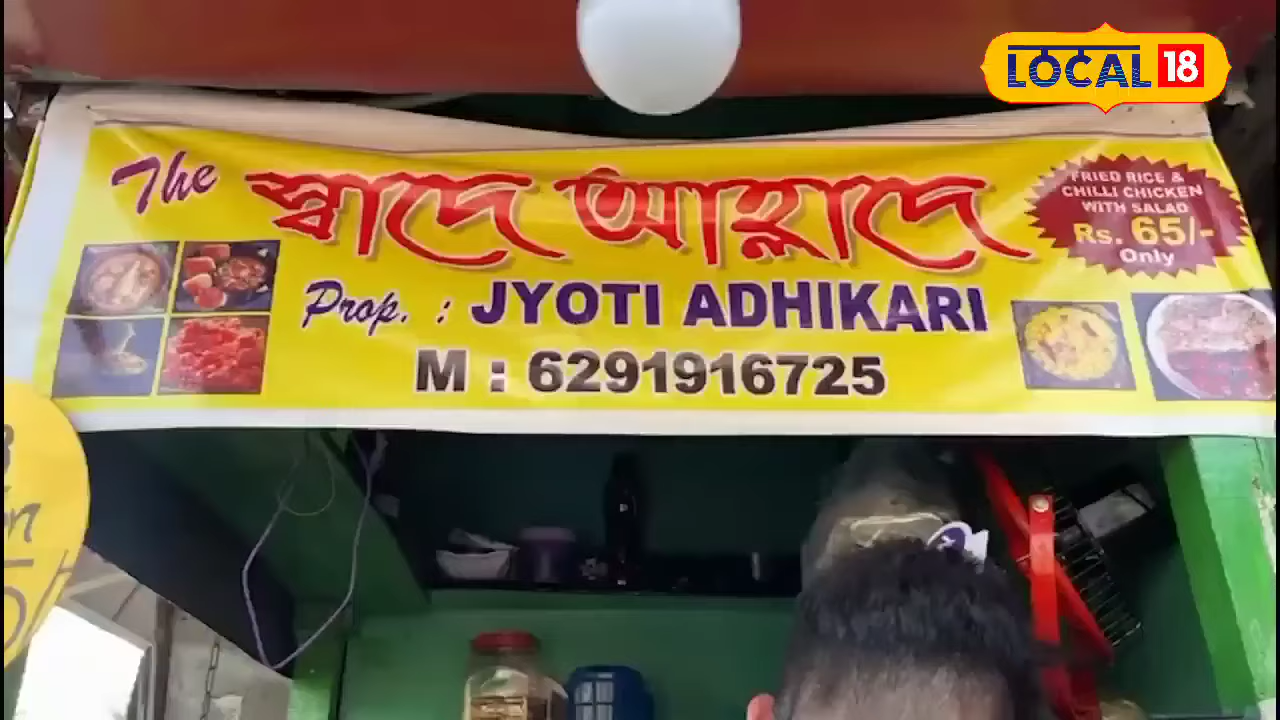 LOCAL 18
The স্বাদে আহ্লাদে
FRIED RICE &
CHILLI CHICKEN
WITH SALAD
Rs. 65/-
Only
Prop. : JYOTI ADHIKARI
M : 6291916725